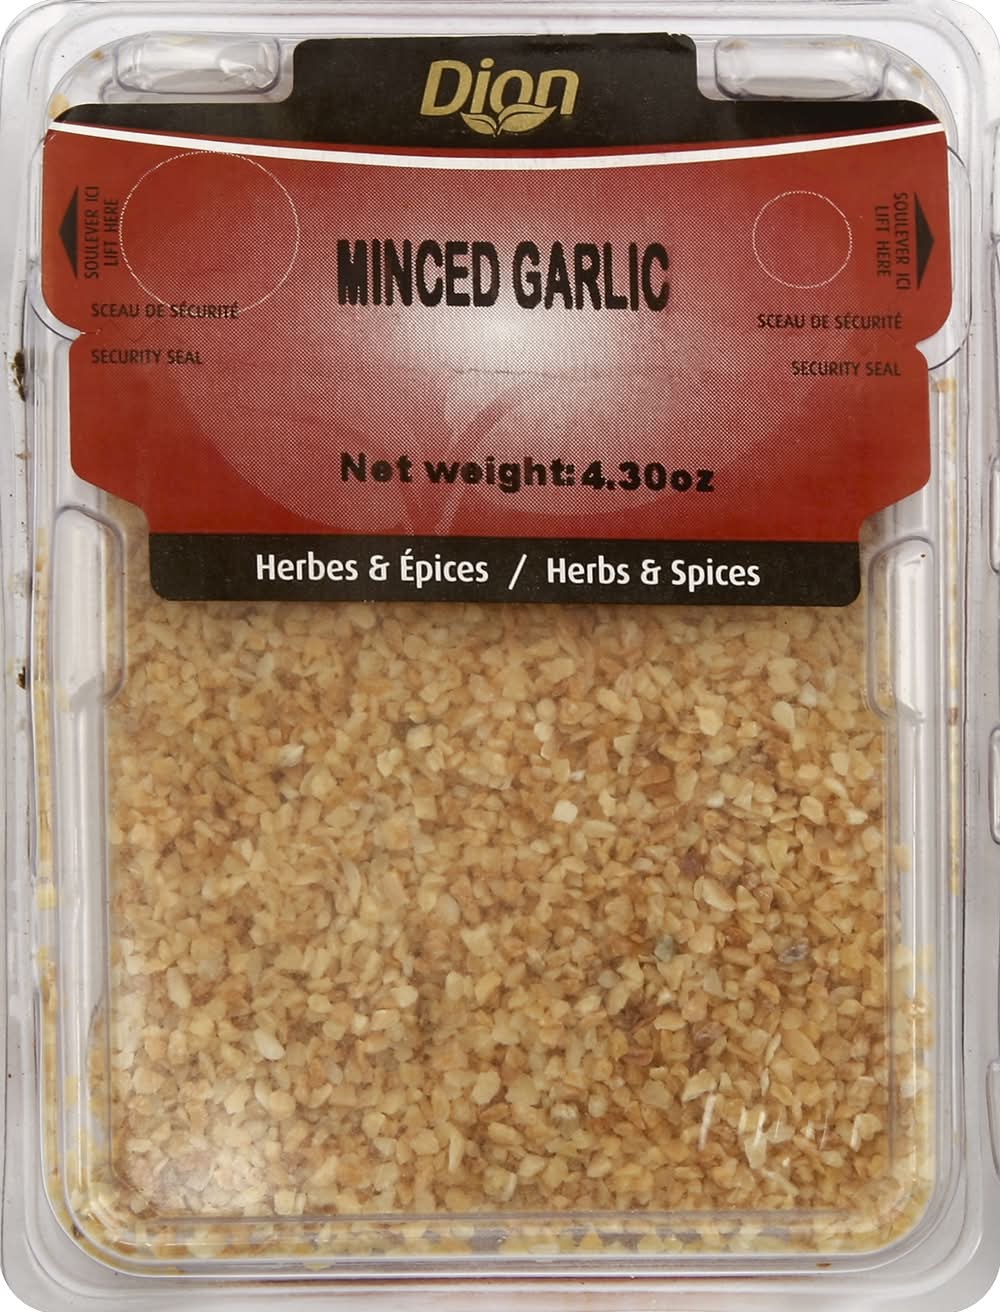 Dion
SOULEVER ICI
LIFT HERE
SOULEVER ICI
LIFT HERE
MINCED GARLIC
SCEAU DE SÉCURITÉ
SECURITY SEAL
SCEAU DE SÉCURITÉ
SECURITY SEAL
Net weight:4.30oz
Herbes & Épices / Herbs & Spices